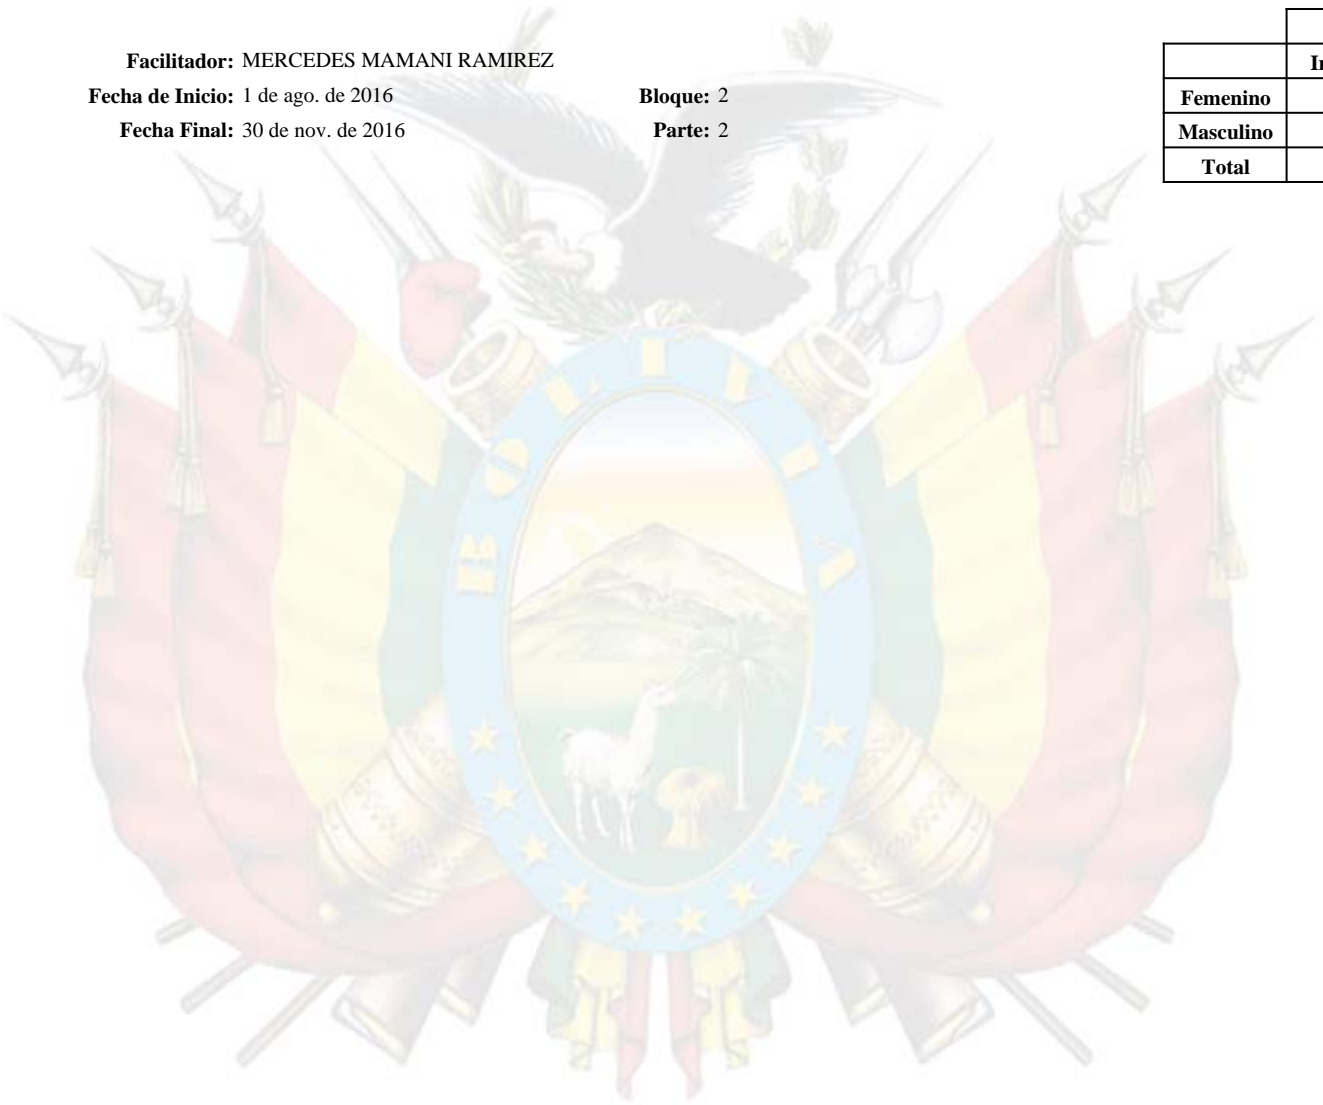 Facilitador: MERCEDES MAMANI RAMIREZ
Fecha de Inicio: 1 de ago. de 2016 Bloque: 2
Fecha Final: 30 de nov. de 2016 Parte: 2
Femenino
Masculino
Total
BOLIVIA